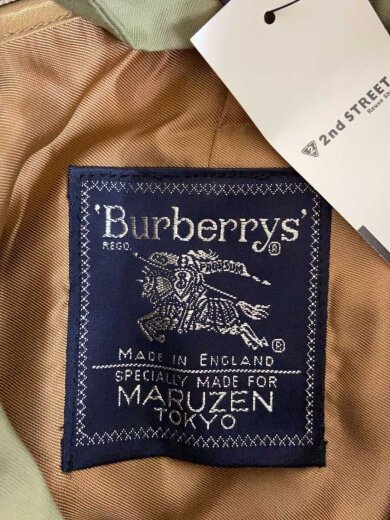 2nd STREET
'Burberrys'®
REGD.
®
MADE IN ENGLAND
SPECIALLY MADE FOR
MARUZEN
TOKYO